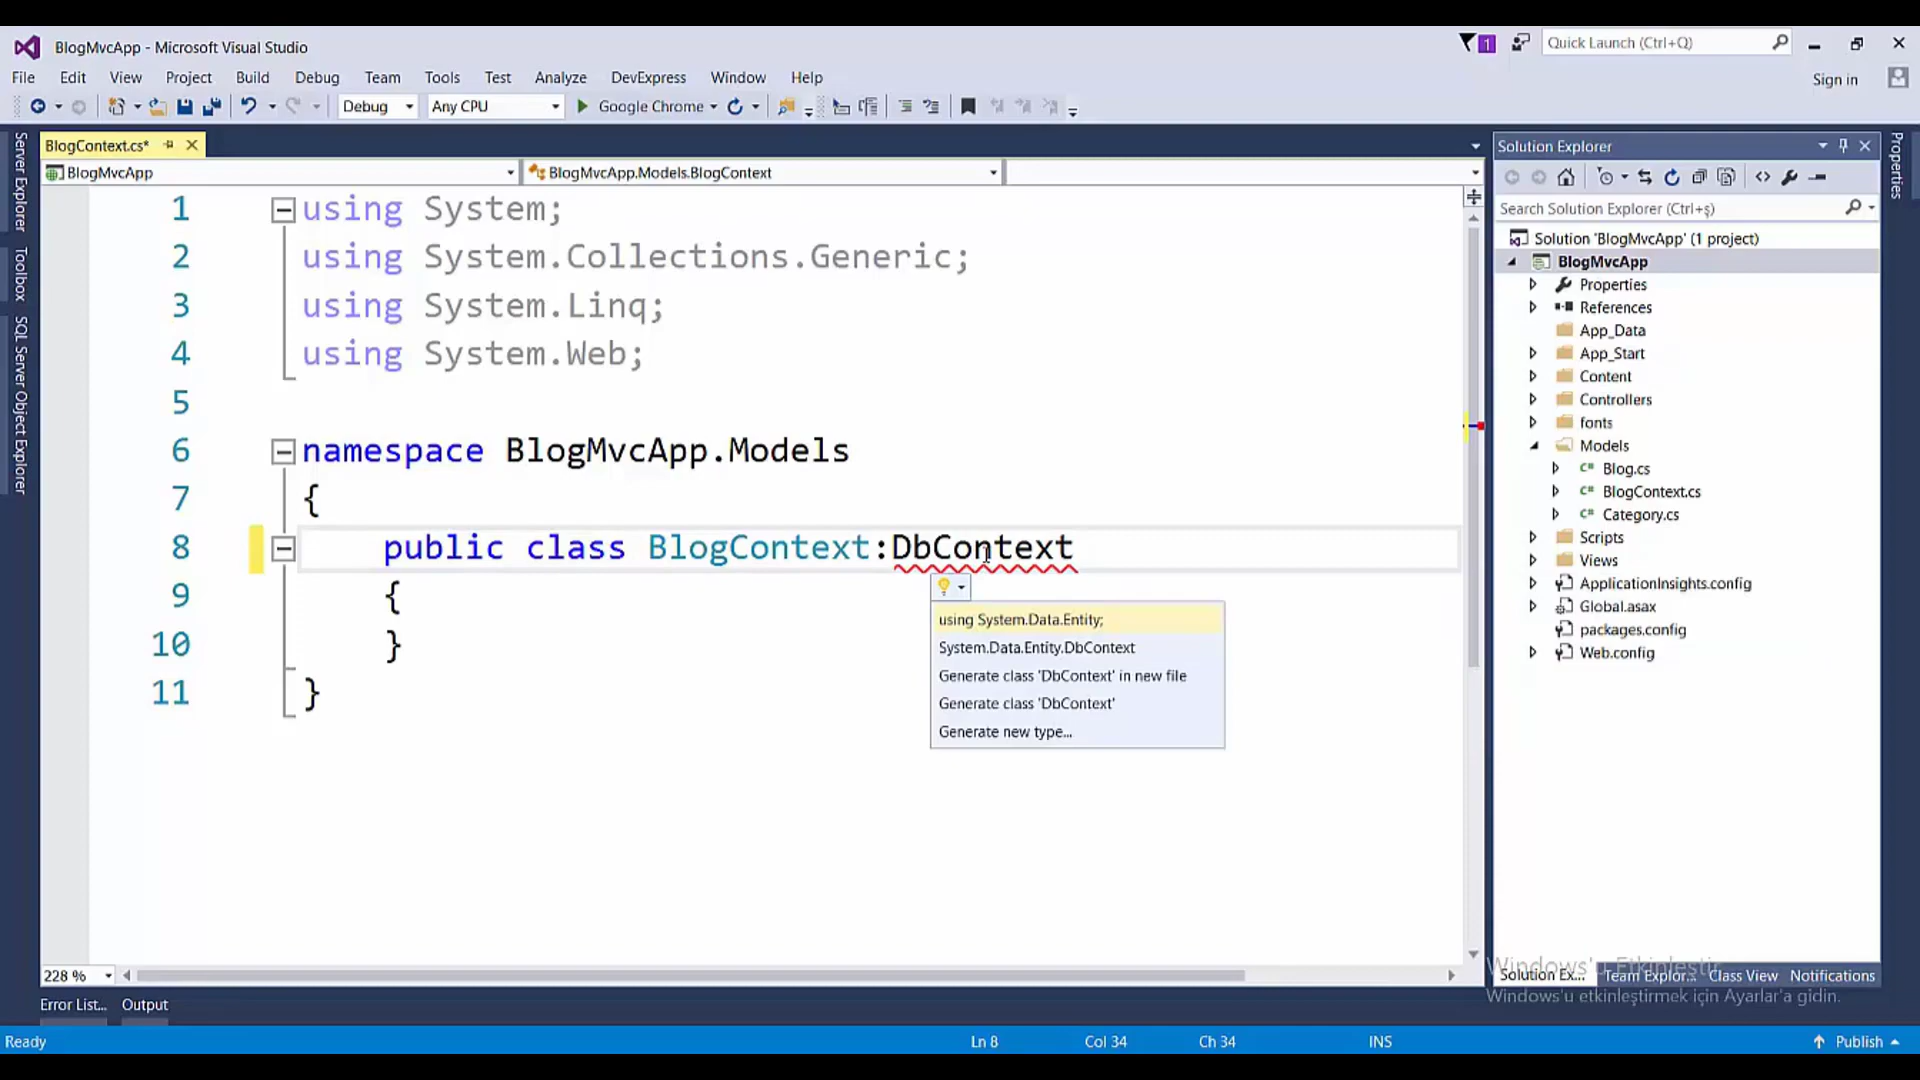 BlogMvcApp - Microsoft Visual Studio
1
Quick Launch (Ctrl+Q)
File Edit View Project Build Debug Team Tools Test Analyze DevExpress Window Help
Sign in
Debug Any CPU Google Chrome
Server Explorer
Toolbox
SQL Server Object Explorer
BlogContext.cs*
BlogMvcApp BlogMvcApp.Models.BlogContext
1 using System;
2 using System.Collections.Generic;
3 using System.Linq;
4 using System.Web;
5
6 namespace BlogMvcApp.Models
7 {
8 public class BlogContext:DbContext
9 {
10 }
11 }
using System.Data.Entity;
System.Data.Entity.DbContext
Generate class 'DbContext' in new file
Generate class 'DbContext'
Generate new type...
228 %
Solution Explorer
Search Solution Explorer (Ctrl+ş)
Solution 'BlogMvcApp' (1 project)
BlogMvcApp
Properties
References
App_Data
App_Start
Content
Controllers
fonts
Models
C# Blog.cs
C# BlogContext.cs
C# Category.cs
Scripts
Views
ApplicationInsights.config
Global.asax
packages.config
Web.config
Properties
Windows'u Etkinleştir
Solution Ex... Team Explor... Class View Notifications
Windows'u etkinleştirmek için Ayarlar'a gidin.
Error List... Output
Ready Ln 8 Col 34 Ch 34 INS Publish